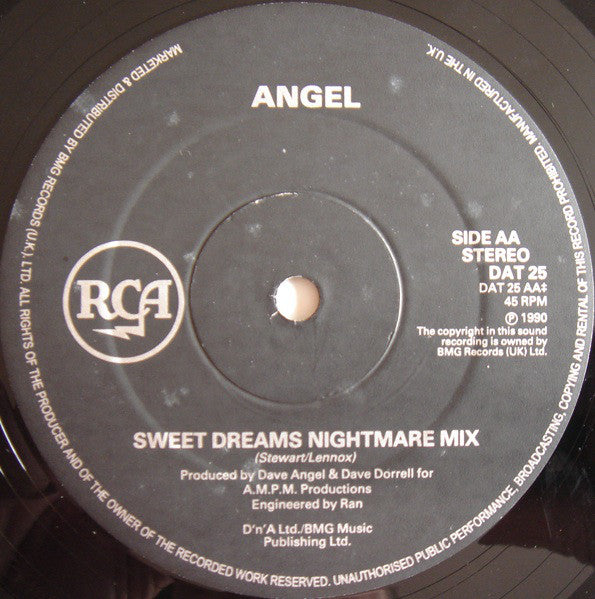 ANGEL
RCA
SIDE AA
STEREO
DAT 25
DAT 25 AA‡
45 RPM
Ⓟ 1990
The copyright in this sound
recording is owned by
BMG Records (UK) Ltd.
SWEET DREAMS NIGHTMARE MIX
(Stewart/Lennox)
Produced by Dave Angel & Dave Dorrell for
A.M.P.M. Productions
Engineered by Ran
D'n'A Ltd./BMG Music
Publishing Ltd.
MARKETED & DISTRIBUTED BY BMG RECORDS (UK), LTD. ALL RIGHTS OF THE PRODUCER AND OF THE OWNER OF THE RECORDED WORK RESERVED. UNAUTHORISED PUBLIC PERFORMANCE, BROADCASTING, COPYING AND RENTAL OF THIS RECORD PROHIBITED. MANUFACTURED IN THE U.K.